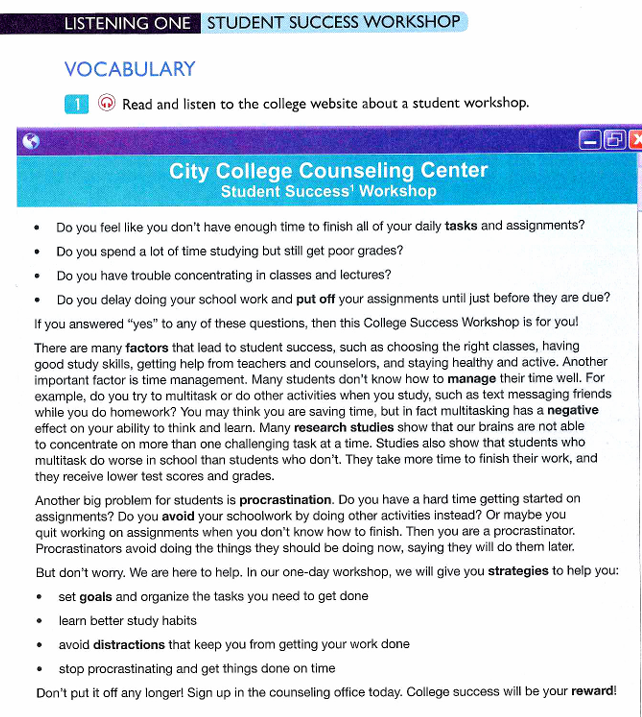 LISTENING ONE STUDENT SUCCESS WORKSHOP
VOCABULARY
1 Read and listen to the college website about a student workshop.
City College Counseling Center
Student Success¹ Workshop
• Do you feel like you don't have enough time to finish all of your daily tasks and assignments?
• Do you spend a lot of time studying but still get poor grades?
• Do you have trouble concentrating in classes and lectures?
• Do you delay doing your school work and put off your assignments until just before they are due?
If you answered "yes" to any of these questions, then this College Success Workshop is for you!
There are many factors that lead to student success, such as choosing the right classes, having
good study skills, getting help from teachers and counselors, and staying healthy and active. Another
important factor is time management. Many students don't know how to manage their time well. For
example, do you try to multitask or do other activities when you study, such as text messaging friends
while you do homework? You may think you are saving time, but in fact multitasking has a negative
effect on your ability to think and learn. Many research studies show that our brains are not able
to concentrate on more than one challenging task at a time. Studies also show that students who
multitask do worse in school than students who don't. They take more time to finish their work, and
they receive lower test scores and grades.
Another big problem for students is procrastination. Do you have a hard time getting started on
assignments? Do you avoid your schoolwork by doing other activities instead? Or maybe you
quit working on assignments when you don't know how to finish. Then you are a procrastinator.
Procrastinators avoid doing the things they should be doing now, saying they will do them later.
But don't worry. We are here to help. In our one-day workshop, we will give you strategies to help you:
• set goals and organize the tasks you need to get done
• learn better study habits
• avoid distractions that keep you from getting your work done
• stop procrastinating and get things done on time
Don't put it off any longer! Sign up in the counseling office today. College success will be your reward!